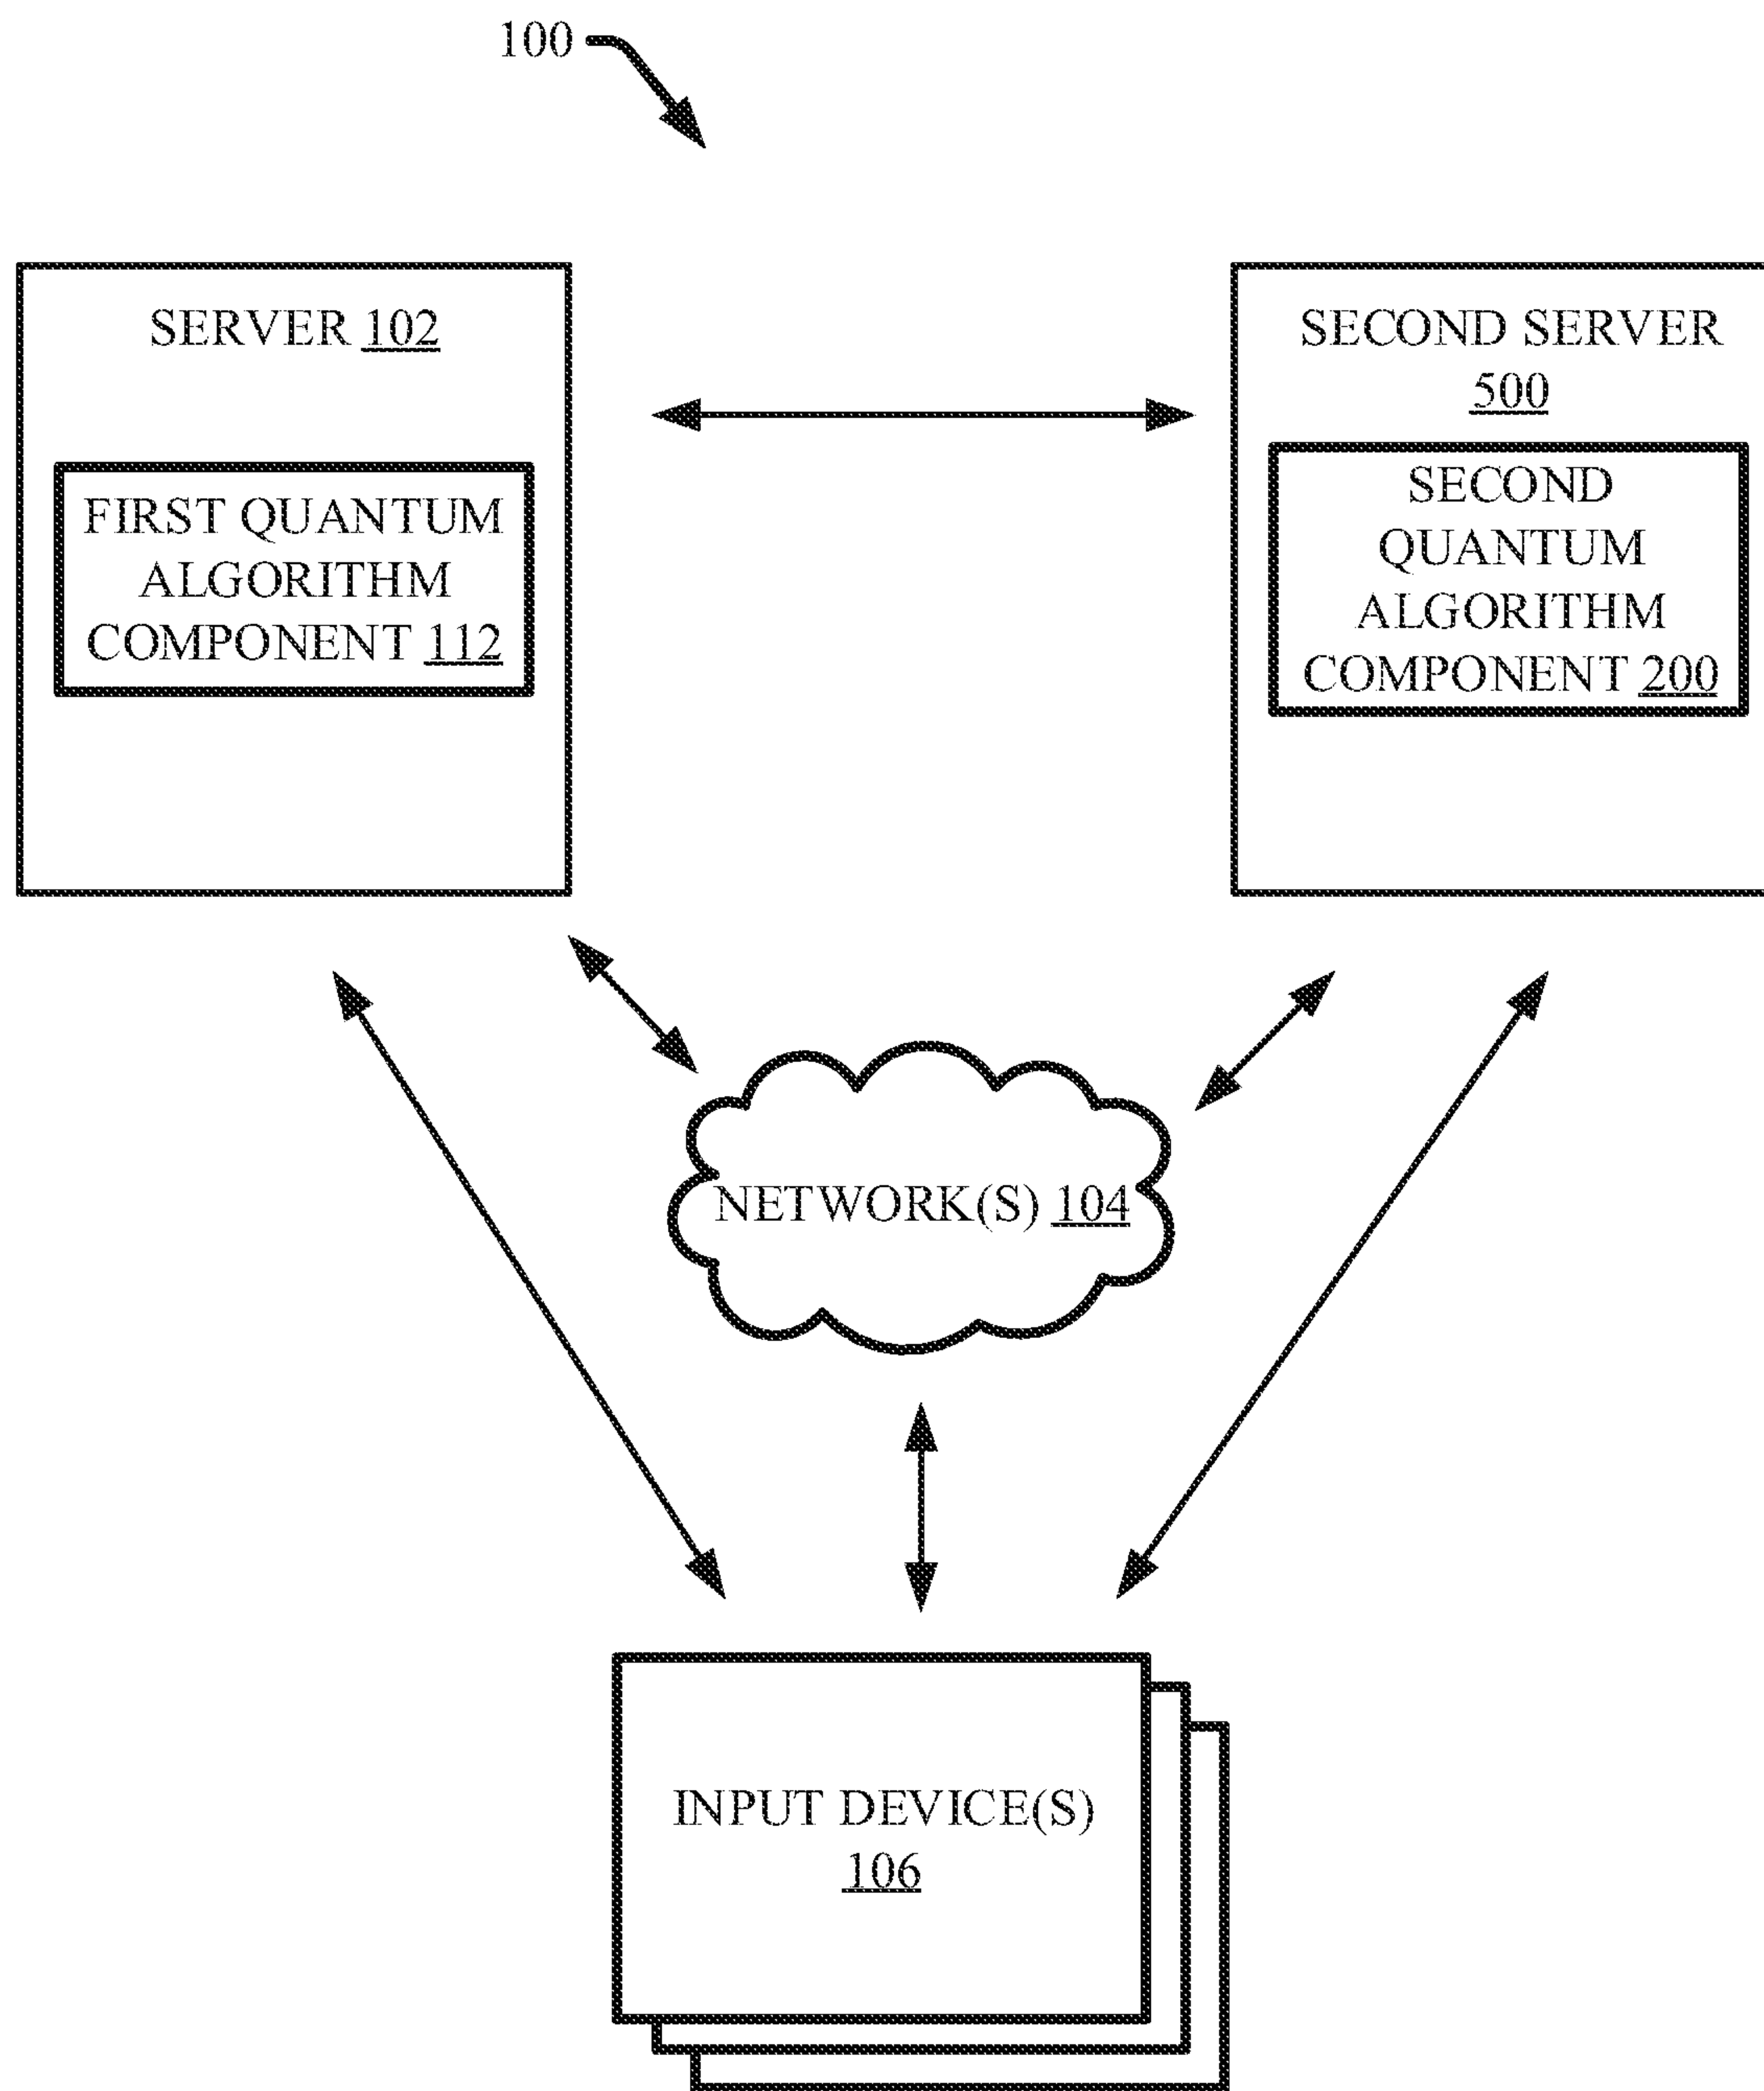 100
SERVER 102
FIRST QUANTUM
ALGORITHM
COMPONENT 112
SECOND SERVER
500
SECOND
QUANTUM
ALGORITHM
COMPONENT 200
NETWORK(S) 104
INPUT DEVICE(S)
106